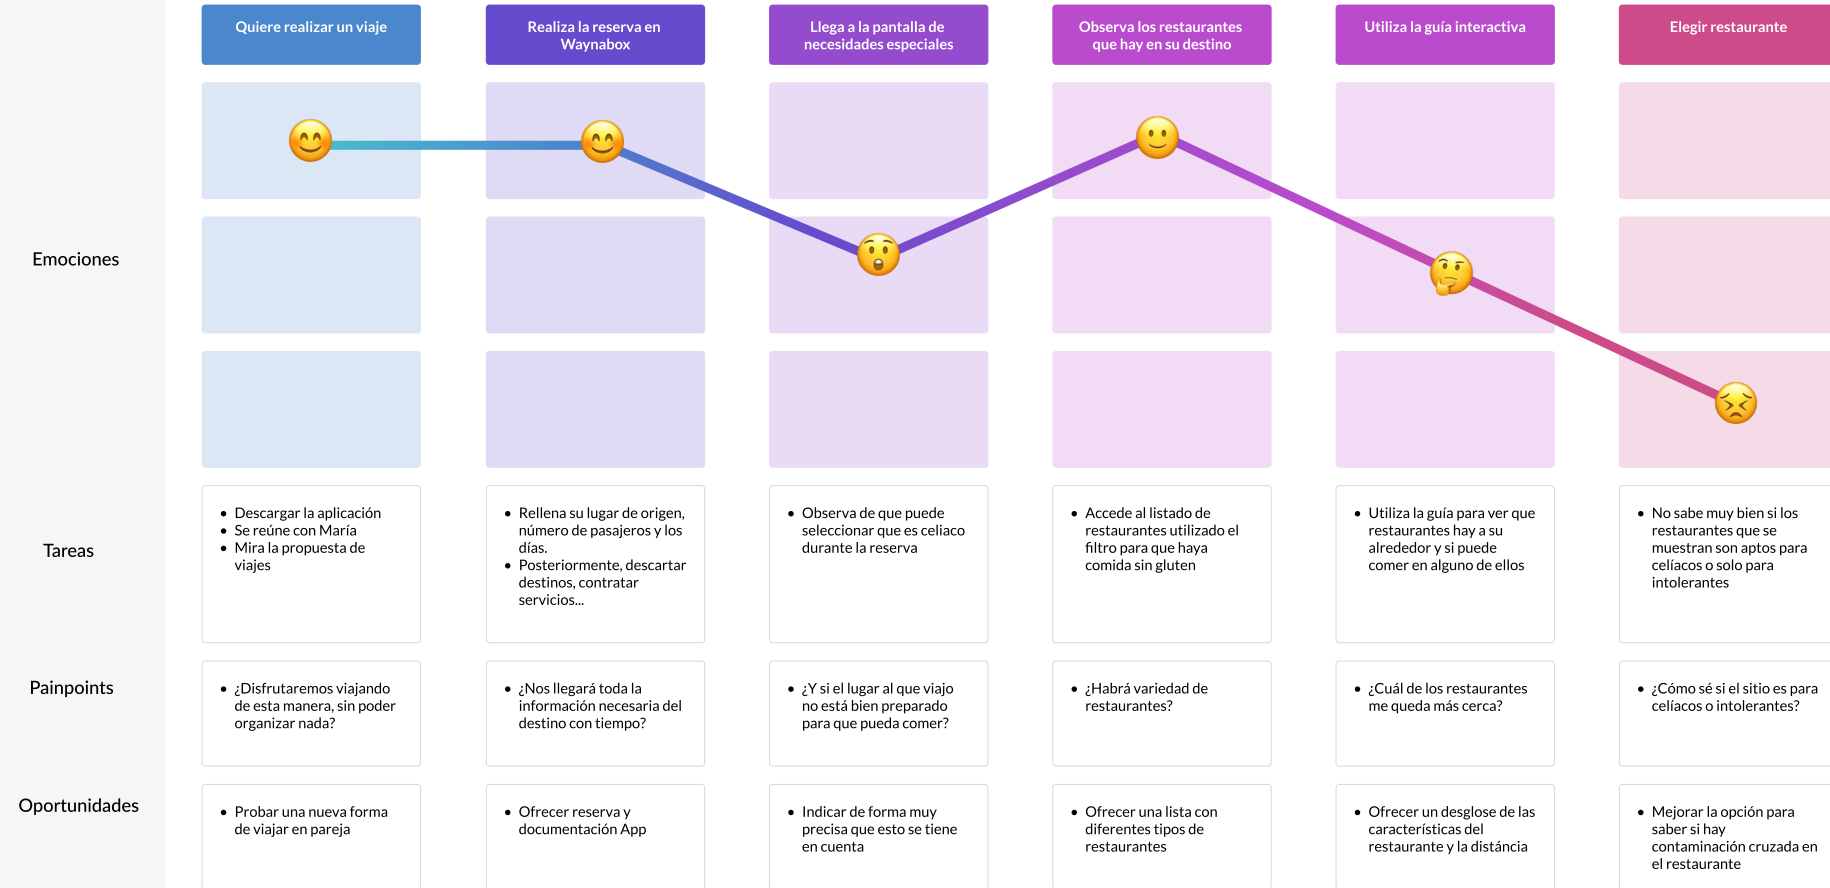 Quiere realizar un viaje
Realiza la reserva en
Waynabox
Llega a la pantalla de
necesidades especiales
Observa los restaurantes
que hay en su destino
Utiliza la guía interactiva
Elegir restaurante
Emociones
Tareas
• Descargar la aplicación
• Se reúne con María
• Mira la propuesta de
viajes
• Rellena su lugar de origen,
número de pasajeros y los
días.
• Posteriormente, descartar
destinos, contratar
servicios...
• Observa de que puede
seleccionar que es celiaco
durante la reserva
• Accede al listado de
restaurantes utilizado el
filtro para que haya
comida sin gluten
• Utiliza la guía para ver que
restaurantes hay a su
alrededor y si puede
comer en alguno de ellos
• No sabe muy bien si los
restaurantes que se
muestran son aptos para
celíacos o solo para
intolerantes
Painpoints
• ¿Disfrutaremos viajando
de esta manera, sin poder
organizar nada?
• ¿Nos llegará toda la
información necesaria del
destino con tiempo?
• ¿Y si el lugar al que viajo
no está bien preparado
para que pueda comer?
• ¿Habrá variedad de
restaurantes?
• ¿Cuál de los restaurantes
me queda más cerca?
• ¿Cómo sé si el sitio es para
celíacos o intolerantes?
Oportunidades
• Probar una nueva forma
de viajar en pareja
• Ofrecer reserva y
documentación App
• Indicar de forma muy
precisa que esto se tiene
en cuenta
• Ofrecer una lista con
diferentes tipos de
restaurantes
• Ofrecer un desglose de las
características del
restaurante y la distáncia
• Mejorar la opción para
saber si hay
contaminación cruzada en
el restaurante